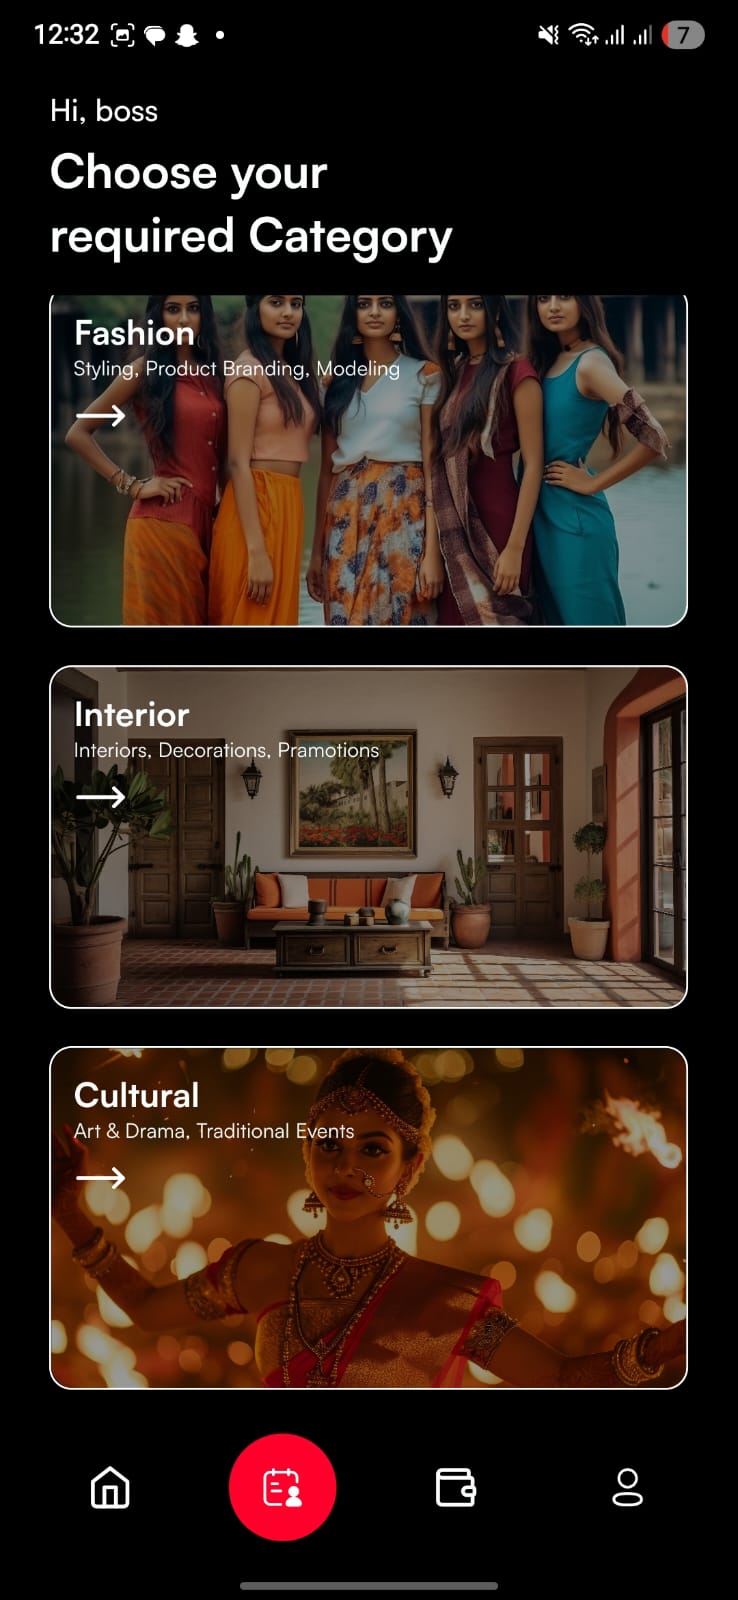 12:32
7
Hi, boss
Choose your
required Category
Fashion
Styling, Product Branding, Modeling
Interior
Interiors, Decorations, Pramotions
Cultural
Art & Drama, Traditional Events